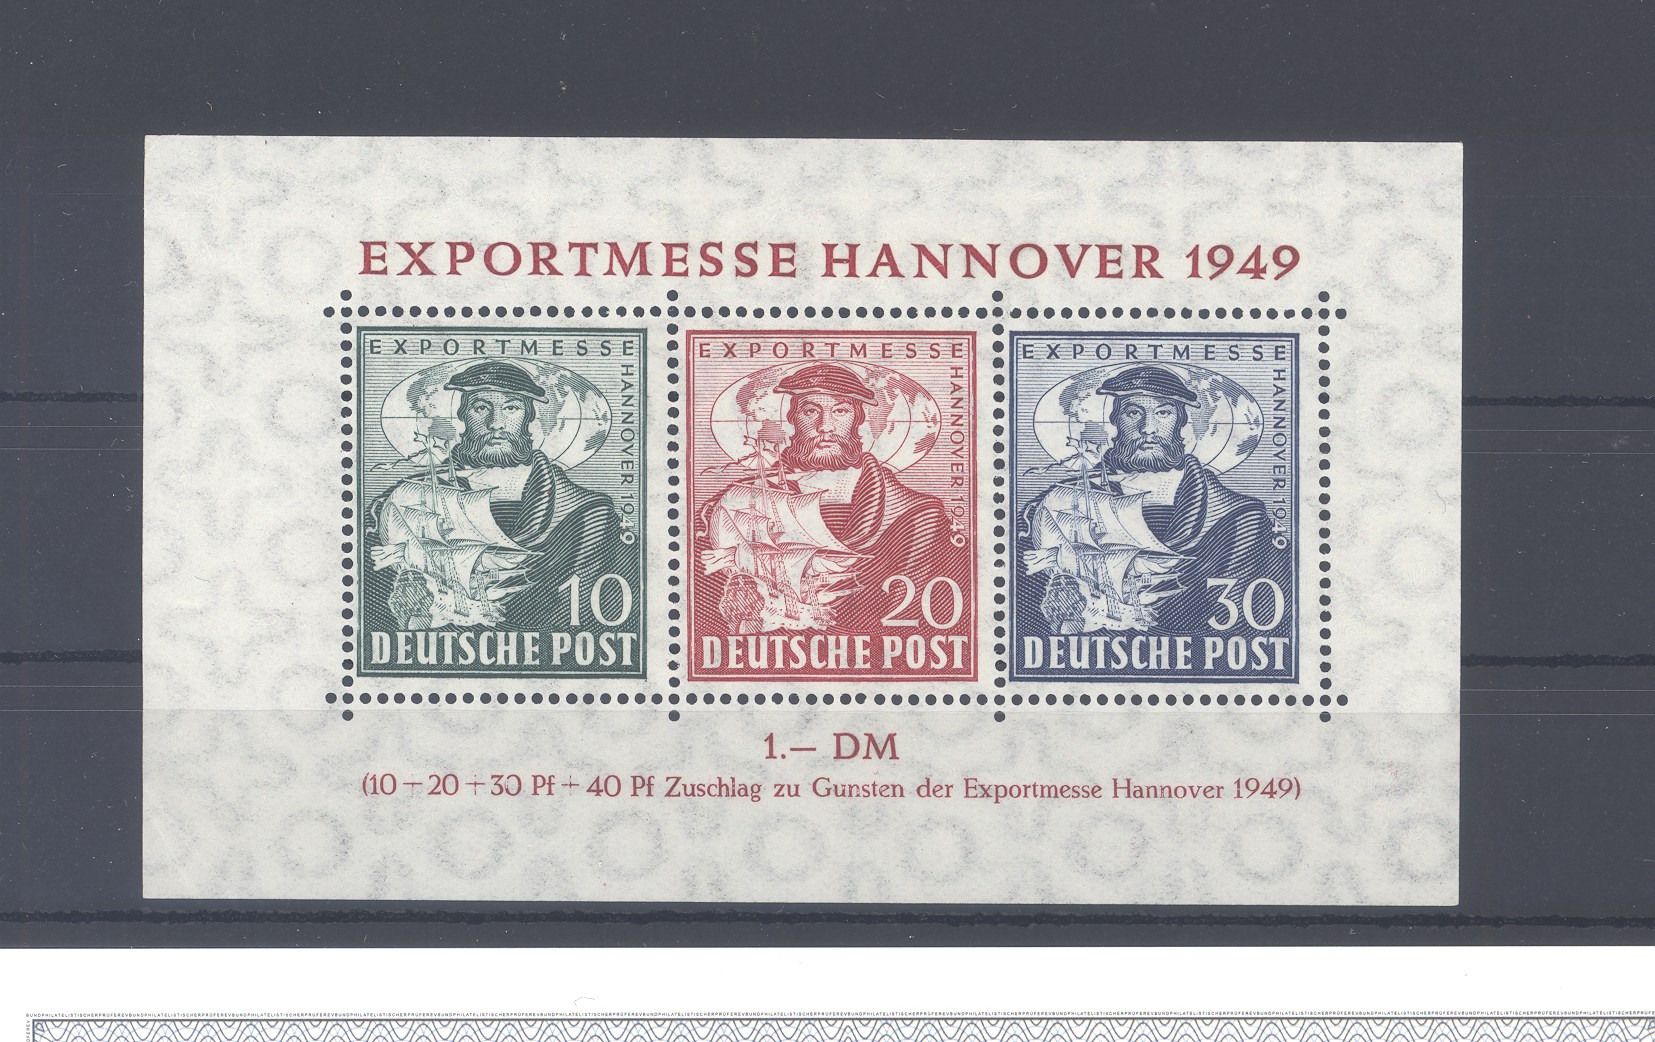 EXPORTMESSE HANNOVER 1949
EXPORTMESSE
HANNOVER 1949
10
DEUTSCHE POST
EXPORTMESSE
HANNOVER 1949
20
DEUTSCHE POST
EXPORTMESSE
HANNOVER 1949
30
DEUTSCHE POST
1.— DM
(10 + 20 + 30 Pf + 40 Pf Zuschlag zu Gunsten der Exportmesse Hannover 1949)